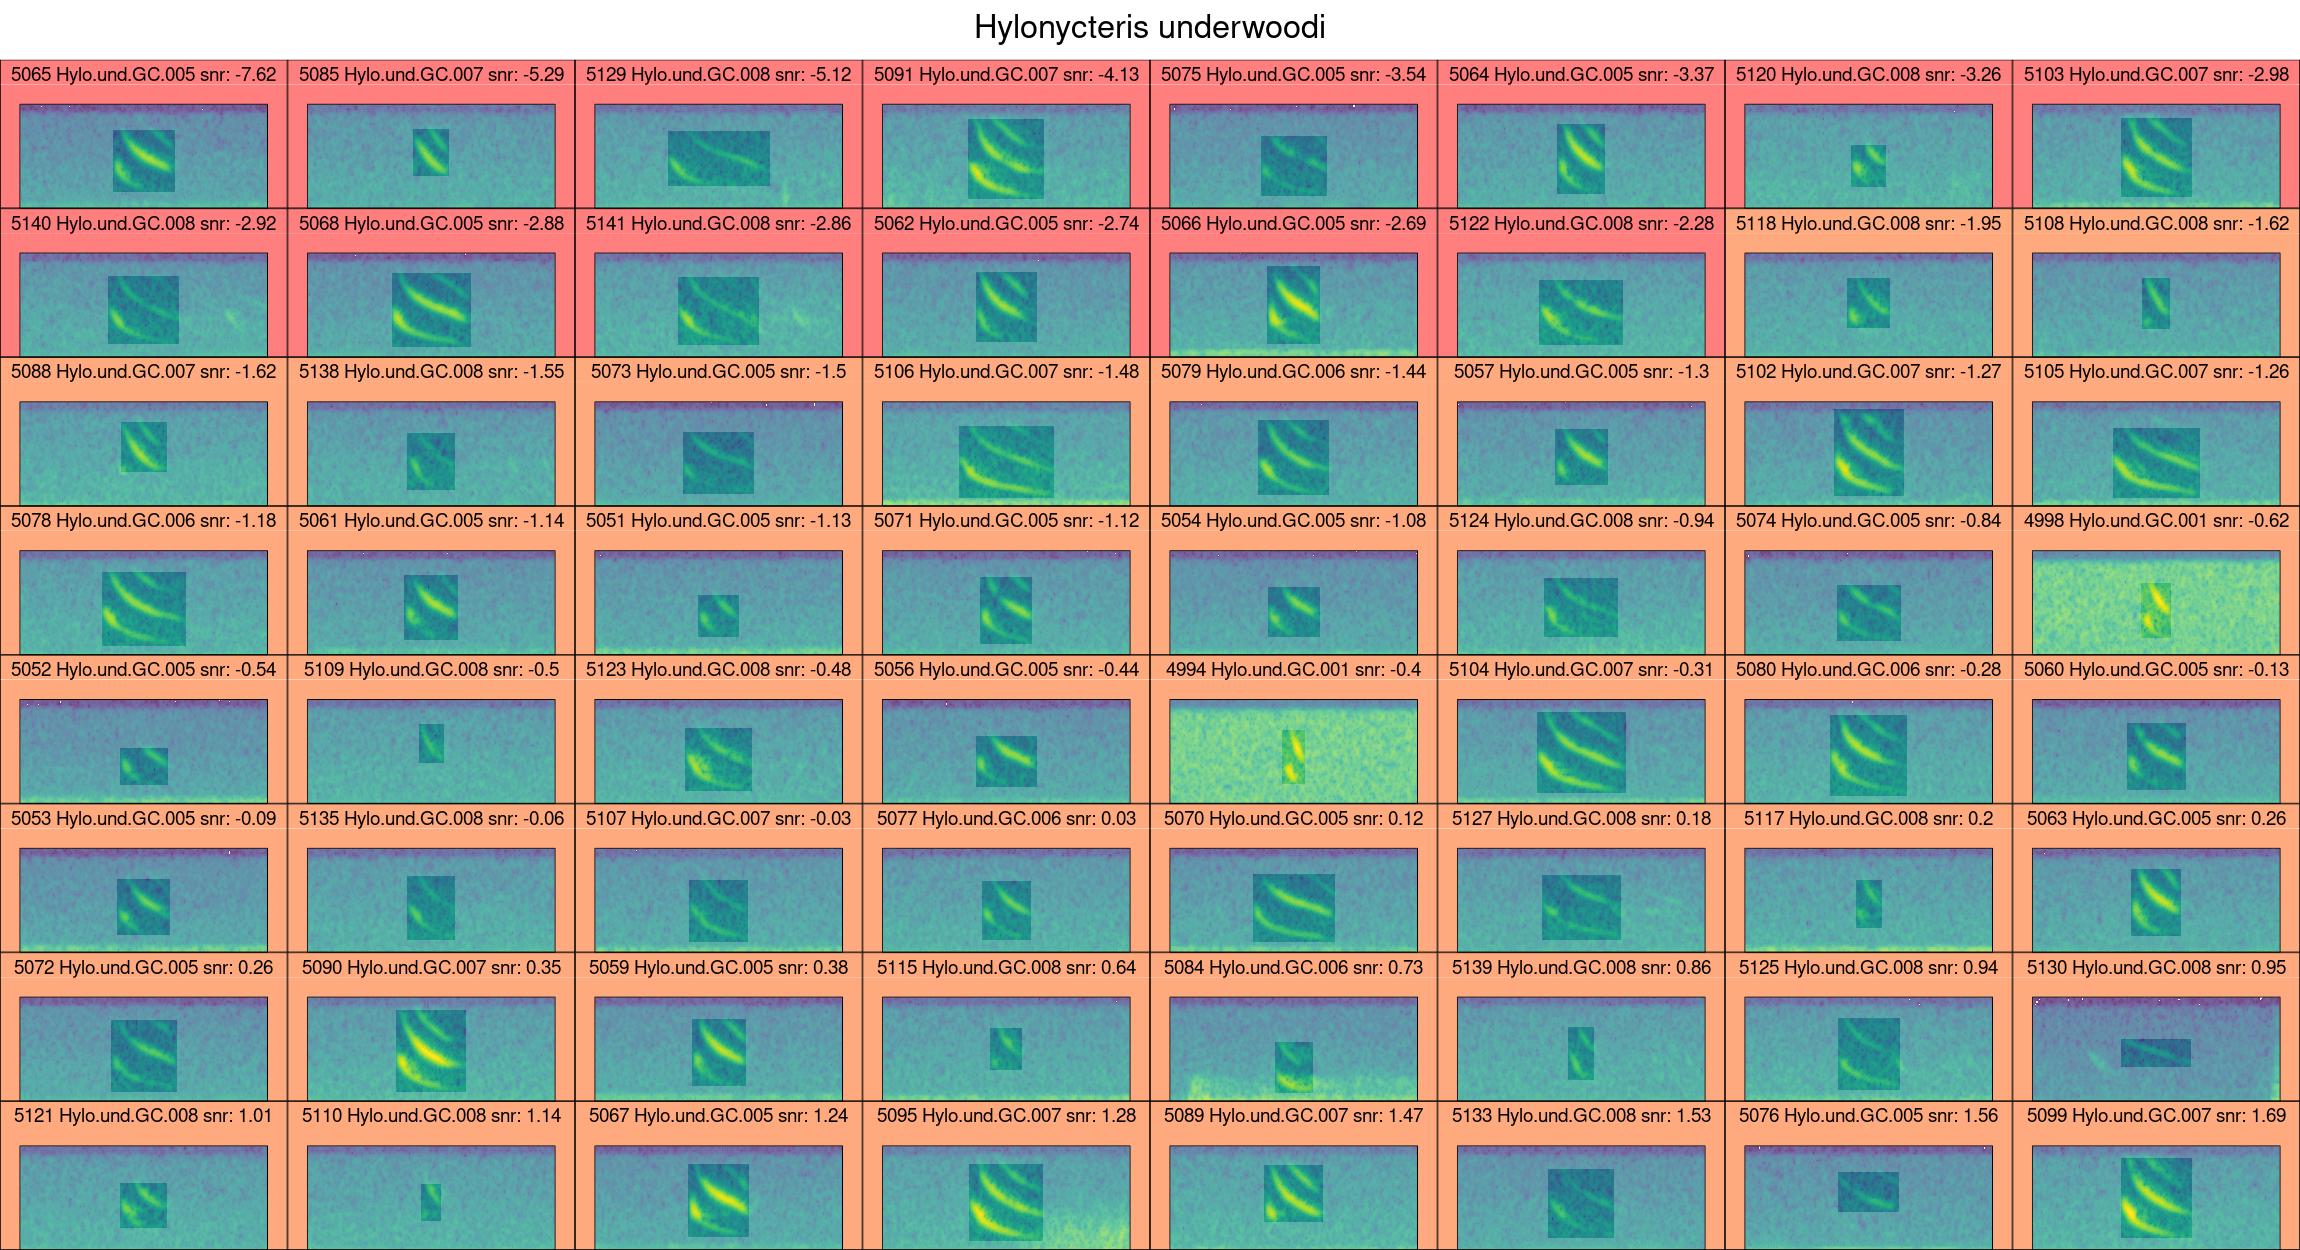 Hylonycteris underwoodi
5065 Hylo.und.GC.005 snr: -7.62
5085 Hylo.und.GC.007 snr: -5.29
5129 Hylo.und.GC.008 snr: -5.12
5091 Hylo.und.GC.007 snr: -4.13
5075 Hylo.und.GC.005 snr: -3.54
5064 Hylo.und.GC.005 snr: -3.37
5120 Hylo.und.GC.008 snr: -3.26
5103 Hylo.und.GC.007 snr: -2.98
5140 Hylo.und.GC.008 snr: -2.92
5068 Hylo.und.GC.005 snr: -2.88
5141 Hylo.und.GC.008 snr: -2.86
5062 Hylo.und.GC.005 snr: -2.74
5066 Hylo.und.GC.005 snr: -2.69
5122 Hylo.und.GC.008 snr: -2.28
5118 Hylo.und.GC.008 snr: -1.95
5108 Hylo.und.GC.008 snr: -1.62
5088 Hylo.und.GC.007 snr: -1.62
5138 Hylo.und.GC.008 snr: -1.55
5073 Hylo.und.GC.005 snr: -1.5
5106 Hylo.und.GC.007 snr: -1.48
5079 Hylo.und.GC.006 snr: -1.44
5057 Hylo.und.GC.005 snr: -1.3
5102 Hylo.und.GC.007 snr: -1.27
5105 Hylo.und.GC.007 snr: -1.26
5078 Hylo.und.GC.006 snr: -1.18
5061 Hylo.und.GC.005 snr: -1.14
5051 Hylo.und.GC.005 snr: -1.13
5071 Hylo.und.GC.005 snr: -1.12
5054 Hylo.und.GC.005 snr: -1.08
5124 Hylo.und.GC.008 snr: -0.94
5074 Hylo.und.GC.005 snr: -0.84
4998 Hylo.und.GC.001 snr: -0.62
5052 Hylo.und.GC.005 snr: -0.54
5109 Hylo.und.GC.008 snr: -0.5
5123 Hylo.und.GC.008 snr: -0.48
5056 Hylo.und.GC.005 snr: -0.44
4994 Hylo.und.GC.001 snr: -0.4
5104 Hylo.und.GC.007 snr: -0.31
5080 Hylo.und.GC.006 snr: -0.28
5060 Hylo.und.GC.005 snr: -0.13
5053 Hylo.und.GC.005 snr: -0.09
5135 Hylo.und.GC.008 snr: -0.06
5107 Hylo.und.GC.007 snr: -0.03
5077 Hylo.und.GC.006 snr: 0.03
5070 Hylo.und.GC.005 snr: 0.12
5127 Hylo.und.GC.008 snr: 0.18
5117 Hylo.und.GC.008 snr: 0.2
5063 Hylo.und.GC.005 snr: 0.26
5072 Hylo.und.GC.005 snr: 0.26
5090 Hylo.und.GC.007 snr: 0.35
5059 Hylo.und.GC.005 snr: 0.38
5115 Hylo.und.GC.008 snr: 0.64
5084 Hylo.und.GC.006 snr: 0.73
5139 Hylo.und.GC.008 snr: 0.86
5125 Hylo.und.GC.008 snr: 0.94
5130 Hylo.und.GC.008 snr: 0.95
5121 Hylo.und.GC.008 snr: 1.01
5110 Hylo.und.GC.008 snr: 1.14
5067 Hylo.und.GC.005 snr: 1.24
5095 Hylo.und.GC.007 snr: 1.28
5089 Hylo.und.GC.007 snr: 1.47
5133 Hylo.und.GC.008 snr: 1.53
5076 Hylo.und.GC.005 snr: 1.56
5099 Hylo.und.GC.007 snr: 1.69